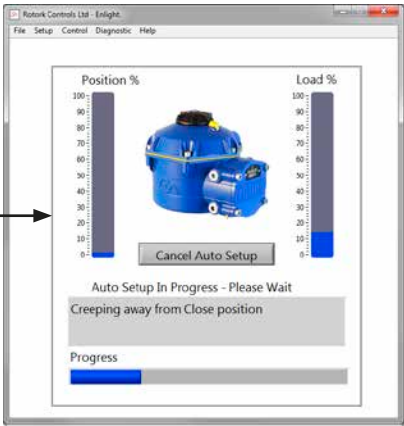 Rotork Controls Ltd - Enlight.
File Setup Control Diagnostic Help
Position %
Load %
100
90
80
70
60
50
40
30
20
10
0
100
90
80
70
60
50
40
30
20
10
0
Cancel Auto Setup
Auto Setup In Progress - Please Wait
Creeping away from Close position
Progress